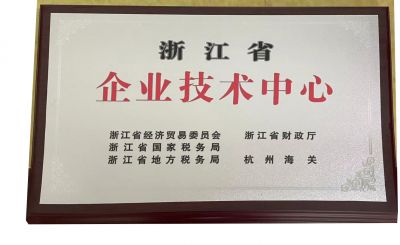 浙江省
企业技术中心
浙江省经济贸易委员会 浙江省财政厅
浙江省国家税务局
浙江省地方税务局 杭州海关